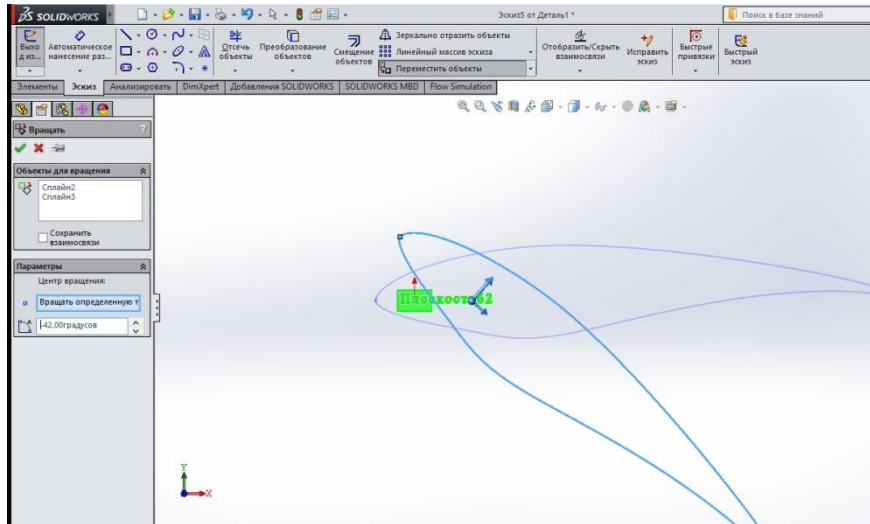 SOLIDWORKS
Эскиз5 от Деталь1 *
Поиск в базе знаний
Выхо
д из...
Автоматическое
нанесение раз...
Отсечь
объекты
Преобразование
объектов
Смещение
объектов
Зеркально отразить объекты
Линейный массив эскиза
Переместить объекты
Отобразить/Скрыть
взаимосвязи
Исправить
эскиз
Быстрые
привязки
Быстрый
эскиз
Элементы Эскиз Анализировать DimXpert Добавления SOLIDWORKS SOLIDWORKS MBD Flow Simulation
Вращать ?
Объекты для вращения
Сплайн2
Сплайн3
Сохранить
взаимосвязи
Параметры
Центр вращения:
Вращать определенную т
-42.00градусов
Y
X